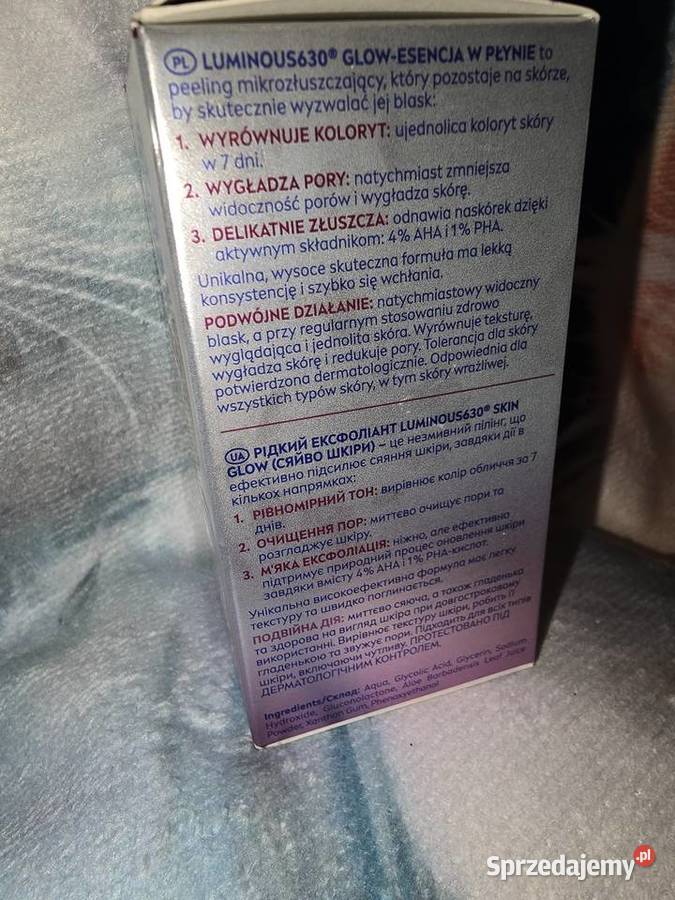 PL LUMINOUS630® GLOW-ESENCJA W PŁYNIE to
peeling mikrozłuszczający, który pozostaje na skórze,
by skutecznie wyzwalać jej blask:
1. WYRÓWNUJE KOLORYT: ujednolica koloryt skóry
w 7 dni.
2. WYGŁADZA PORY: natychmiast zmniejsza
widoczność porów i wygładza skórę.
3. DELIKATNIE ZŁUSZCZA: odnawia naskórek dzięki
aktywnym składnikom: 4% AHA i 1% PHA.
Unikalna, wysoce skuteczna formuła ma lekką
konsystencję i szybko się wchłania.
PODWÓJNE DZIAŁANIE: natychmiastowy widoczny
blask, a przy regularnym stosowaniu zdrowo
wyglądająca i jednolita skóra. Wyrównuje teksturę,
wygładza skórę i redukuje pory. Tolerancja dla skóry
potwierdzona dermatologicznie. Odpowiednia dla
wszystkich typów skóry, w tym skóry wrażliwej.
UA РІДКИЙ ЕКСФОЛІАНТ LUMINOUS630® SKIN
GLOW (СЯЙВО ШКІРИ) – це незмивний пілінг, що
ефективно підсилює сяяння шкіри, завдяки дії в
кількох напрямках:
1. РІВНОМІРНИЙ ТОН: вирівнює колір обличчя за 7
днів.
2. ОЧИЩЕННЯ ПОР: миттєво очищує пори та
розгладжує шкіру.
3. М'ЯКА ЕКСФОЛІАЦІЯ: ніжно, але ефективно
підтримує природний процес оновлення шкіри
завдяки вмісту 4% AHA і 1% PHA-кислот.
Унікальна високоефективна формула має легку
текстуру та швидко поглинається.
ПОДВІЙНА ДІЯ: миттєво сяюча, а також гладенька
та здорова на вигляд шкіра при довгостроковому
використанні. Вирівнює текстуру шкіри, робить її
гладенькою та звужує пори. Підходить для всіх типів
шкіри, включаючи чутливу. ПРОТЕСТОВАНО ПІД
ДЕРМАТОЛОГІЧНИМ КОНТРОЛЕМ.
Ingredients/Склад: Aqua, Glycolic Acid, Glycerin, Sodium
Hydroxide, Gluconolactone, Aloe Barbadensis Leaf Juice
Powder, Xanthan Gum, Phenoxyethanol
Sprzedajemy.pl